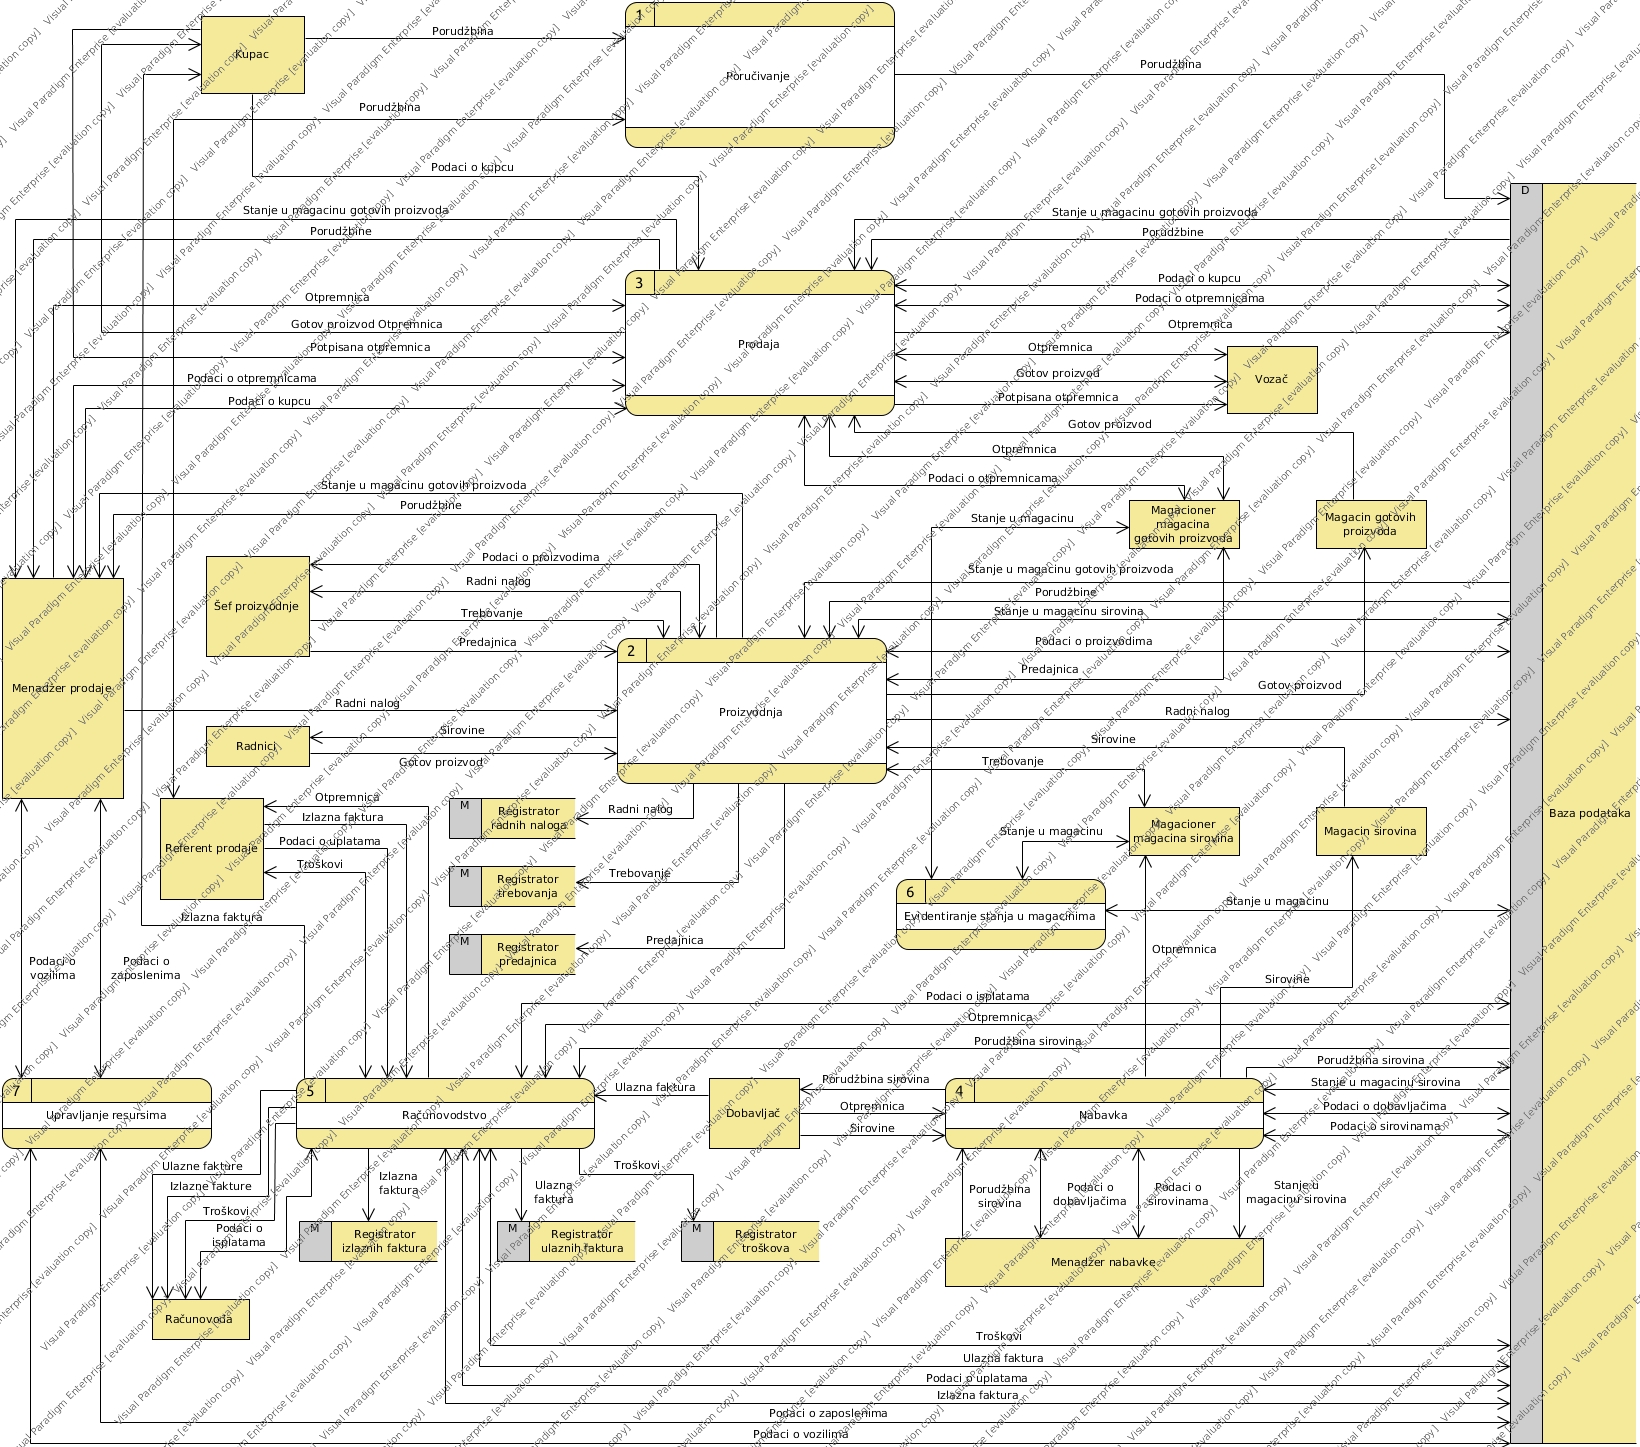 1
Kupac
Porudžbina
Poručivanje
Porudžbina
Porudžbina
Podaci o kupcu
D
Stanje u magacinu gotovih proizvoda
Stanje u magacinu gotovih proizvoda
Porudžbine
Porudžbine
3
Podaci o kupcu
Otpremnica
Podaci o otpremnicama
Gotov proizvod Otpremnica
Otpremnica
Prodaja
Potpisana otpremnica
Otpremnica
Gotov proizvod
Vozač
Podaci o otpremnicama
Potpisana otpremnica
Podaci o kupcu
Gotov proizvod
Otpremnica
Podaci o otpremnicama
Stanje u magacinu gotovih proizvoda
Porudžbine
Stanje u magacinu
Magacioner
magacina
gotovih proizvoda
Magacin gotovih
proizvoda
Podaci o proizvodima
Stanje u magacinu gotovih proizvoda
Radni nalog
Porudžbine
Šef proizvodnje
Trebovanje
Stanje u magacinu sirovina
Predajnica
2
Podaci o proizvodima
Predajnica
Menadžer prodaje
Gotov proizvod
Radni nalog
Proizvodnja
Radni nalog
Sirovine
Radnici
Sirovine
Gotov proizvod
Trebovanje
Otpremnica
M
Registrator
radnih naloga
Radni nalog
Izlazna faktura
Baza podataka
Stanje u magacinu
Magacioner
magacina sirovina
Magacin sirovina
Referent prodaje
Podaci o uplatama
Troškovi
M
Registrator
trebovanja
Trebovanje
6
Stanje u magacinu
Izlazna faktura
Evidentiranje stanja u magacinima
M
Registrator
predajnica
Predajnica
Otpremnica
Podaci o
vozilima
Podaci o
zaposlenima
Sirovine
Podaci o isplatama
Otpremnica
Porudžbina sirovina
Porudžbina sirovina
7
5
Ulazna faktura
Porudžbina sirovina
4
Stanje u magacinu sirovina
Upravljanje resursima
Računovodstvo
Dobavljač
Otpremnica
Nabavka
Podaci o dobavljačima
Sirovine
Podaci o sirovinama
Ulazne fakture
Izlazna
faktura
Troškovi
Izlazne fakture
Ulazna
faktura
Porudžbina
sirovina
Podaci o
dobavljačima
Podaci o
sirovinama
Stanje u
magacinu sirovina
Troškovi
Podaci o
isplatama
M
Registrator
izlaznih faktura
M
Registrator
ulaznih faktura
M
Registrator
troškova
Menadžer nabavke
Računovođa
Troškovi
Ulazna faktura
Podaci o uplatama
Izlazna faktura
Podaci o zaposlenima
Podaci o vozilima
Visual Paradigm Enterprise [evaluation copy]